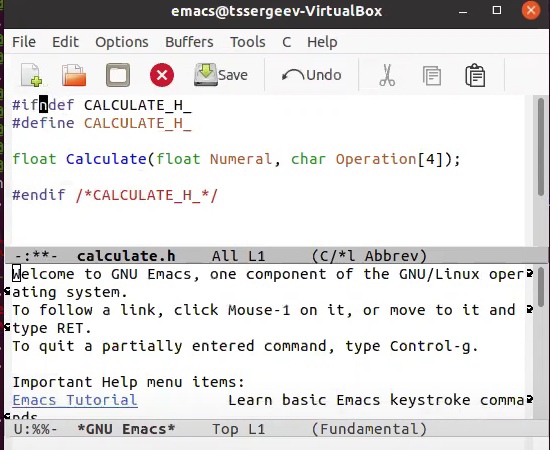 emacs@tssergeev-VirtualBox
File Edit Options Buffers Tools C Help
Save Undo
#ifndef CALCULATE_H_
#define CALCULATE_H_
float Calculate(float Numeral, char Operation[4]);
#endif /*CALCULATE_H_*/
-:**- calculate.h All L1 (C/*l Abbrev)
Welcome to GNU Emacs, one component of the GNU/Linux oper
ating system.
To follow a link, click Mouse-1 on it, or move to it and
type RET.
To quit a partially entered command, type Control-g.
Important Help menu items:
Emacs Tutorial Learn basic Emacs keystroke comma
nds
U:%%- *GNU Emacs* Top L1 (Fundamental)